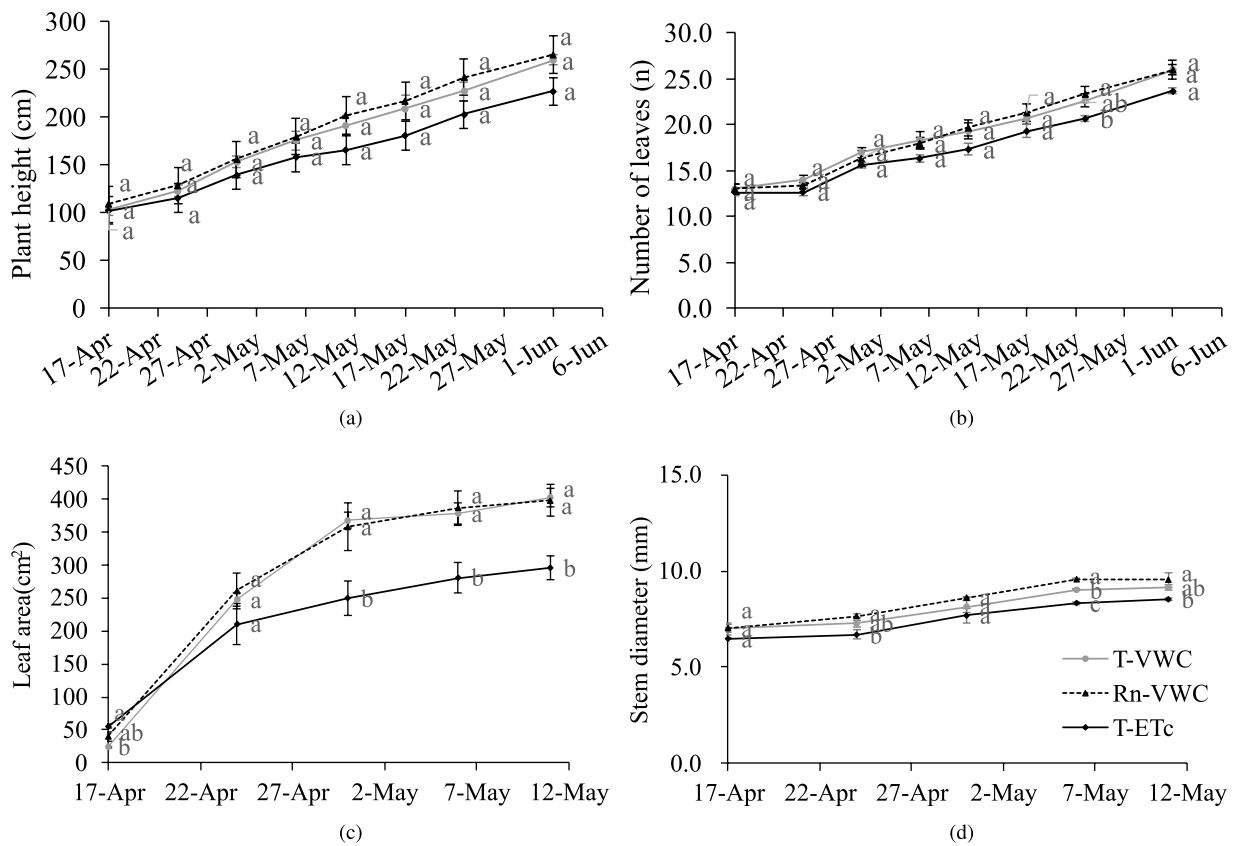 300
250
200
150
100
50
0
Plant height (cm)
a a a a a a a a
a a a a a a a a
a a a a a a a a
17-Apr 22-Apr 27-Apr 2-May 7-May 12-May 17-May 22-May 27-May 1-Jun 6-Jun
(a)
30.0
25.0
20.0
15.0
10.0
5.0
0.0
Number of leaves (n)
a a a a a a a a
a a a a a a ab a
a a a a a a b a
17-Apr 22-Apr 27-Apr 2-May 7-May 12-May 17-May 22-May 27-May 1-Jun 6-Jun
(b)
450
400
350
300
250
200
150
100
50
0
Leaf area(cm²)
a a a a a
ab a a a a
b a b b b
17-Apr 22-Apr 27-Apr 2-May 7-May 12-May
(c)
15.0
10.0
5.0
0.0
Stem diameter (mm)
a a a a a
a ab a b ab
a b a c b
T-VWC
Rn-VWC
T-ETc
17-Apr 22-Apr 27-Apr 2-May 7-May 12-May
(d)